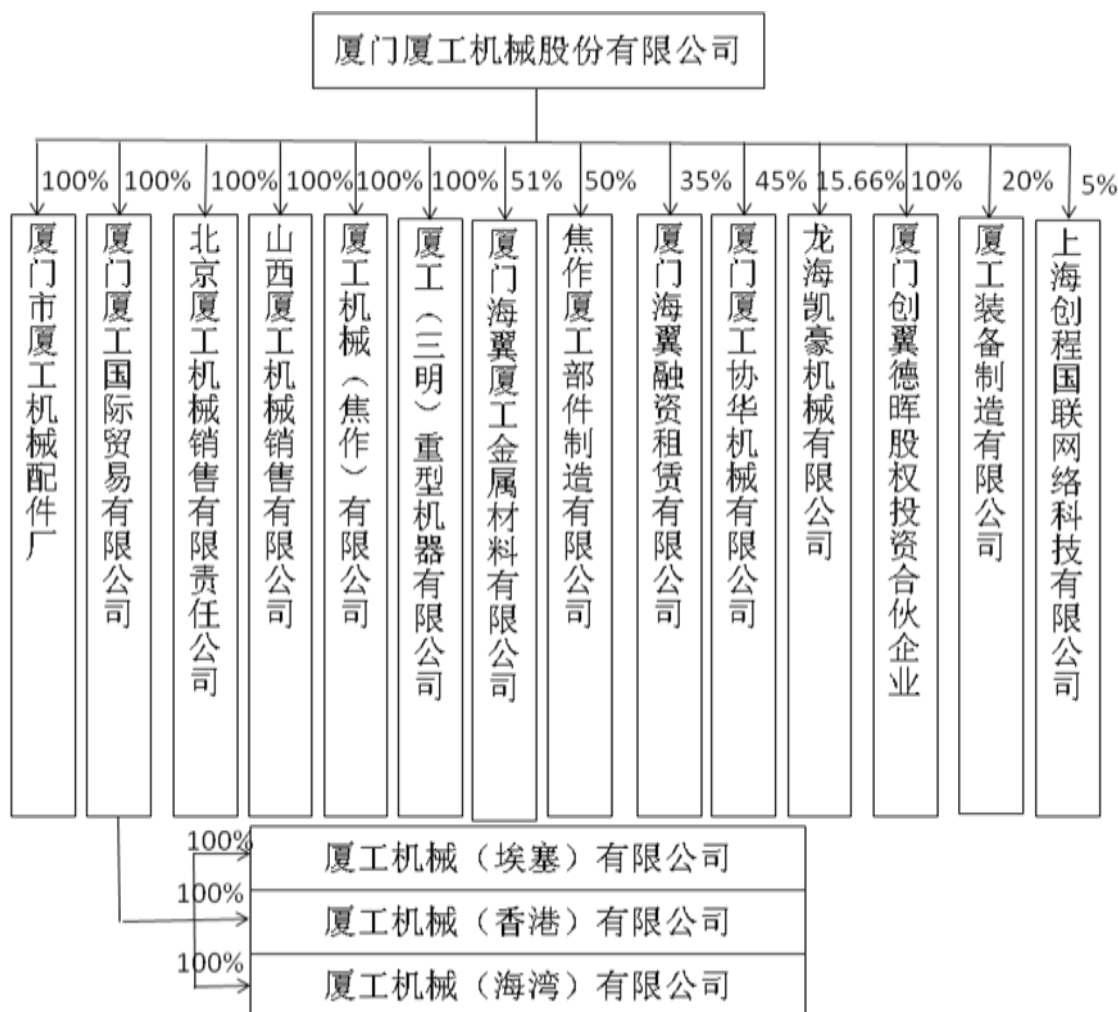 厦门厦工机械股份有限公司
100%
100%
100%
100%
100%
100%
51%
50%
35%
45%
15.66%
10%
20%
5%
厦门市厦工机械配件厂
厦门厦工国际贸易有限公司
北京厦工机械销售有限责任公司
山西厦工机械销售有限公司
厦工机械（焦作）有限公司
厦工（三明）重型机器有限公司
厦门海翼厦工金属材料有限公司
焦作厦工部件制造有限公司
厦门海翼融资租赁有限公司
厦门厦工协华机械有限公司
龙海凯豪机械有限公司
厦门创翼德晖股权投资合伙企业
厦工装备制造有限公司
上海创程国联网络科技有限公司
100%
厦工机械（埃塞）有限公司
100%
厦工机械（香港）有限公司
100%
厦工机械（海湾）有限公司